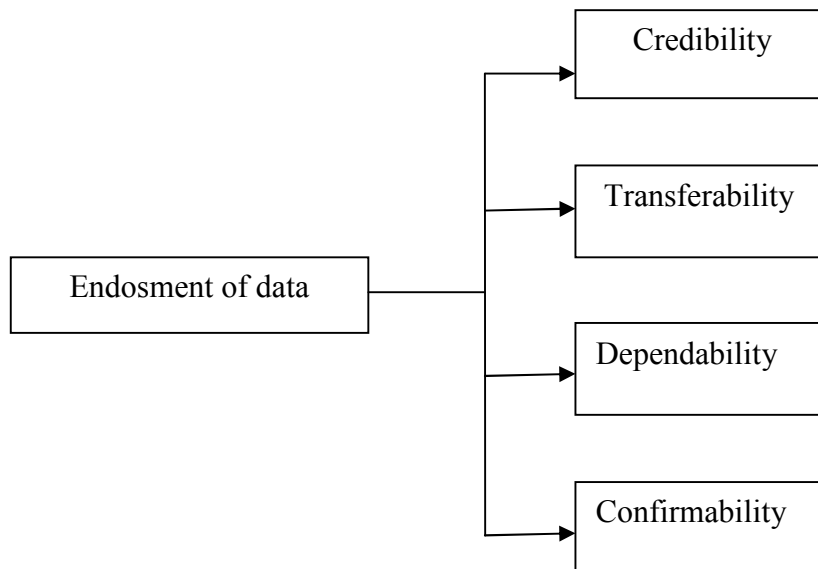 Credibility
Transferability
Endosment of data
Dependability
Confirmability